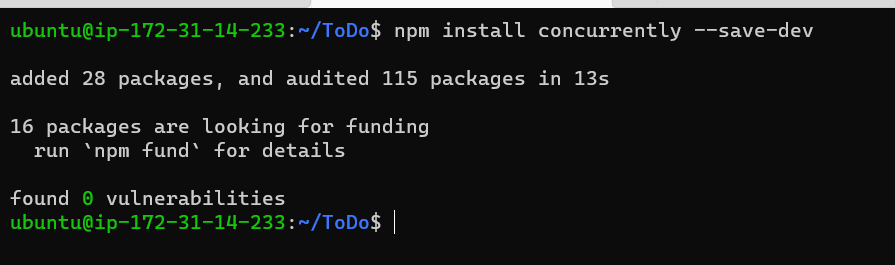 ubuntu@ip-172-31-14-233:~/ToDo$ npm install concurrently --save-dev
added 28 packages, and audited 115 packages in 13s
16 packages are looking for funding
  run `npm fund` for details
found 0 vulnerabilities
ubuntu@ip-172-31-14-233:~/ToDo$